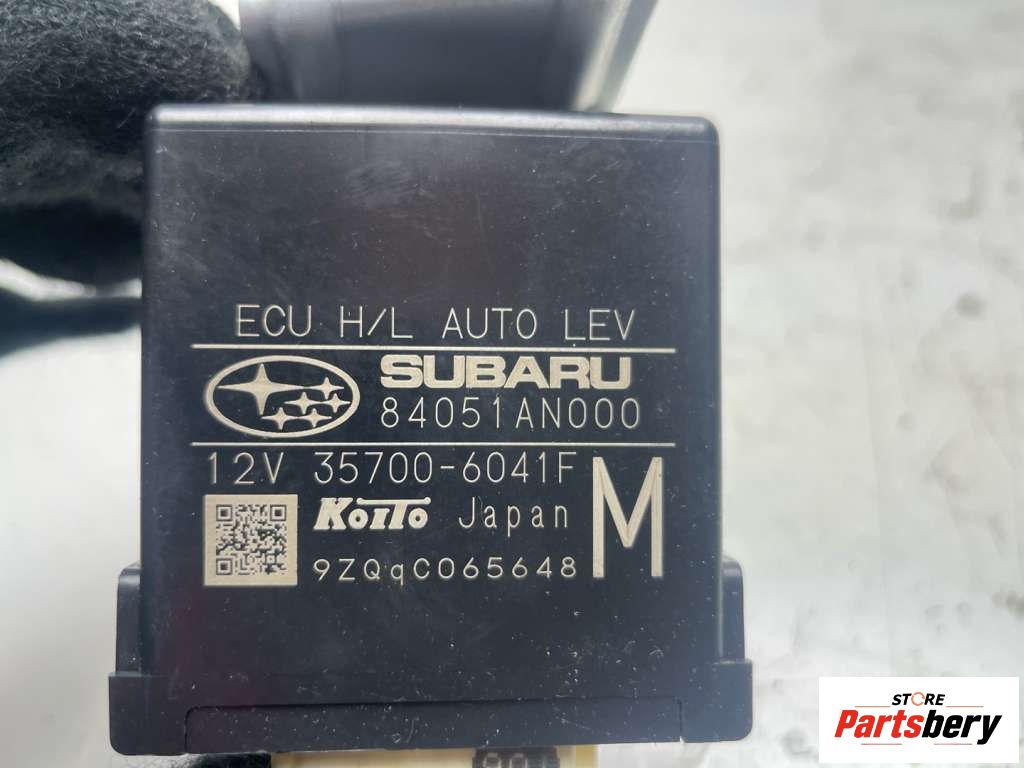 ECU H/L AUTO LEV
SUBARU
84051AN000
12V 35700-6041F
M
KOITO Japan
9ZQqC065648
STORE
Partsbery